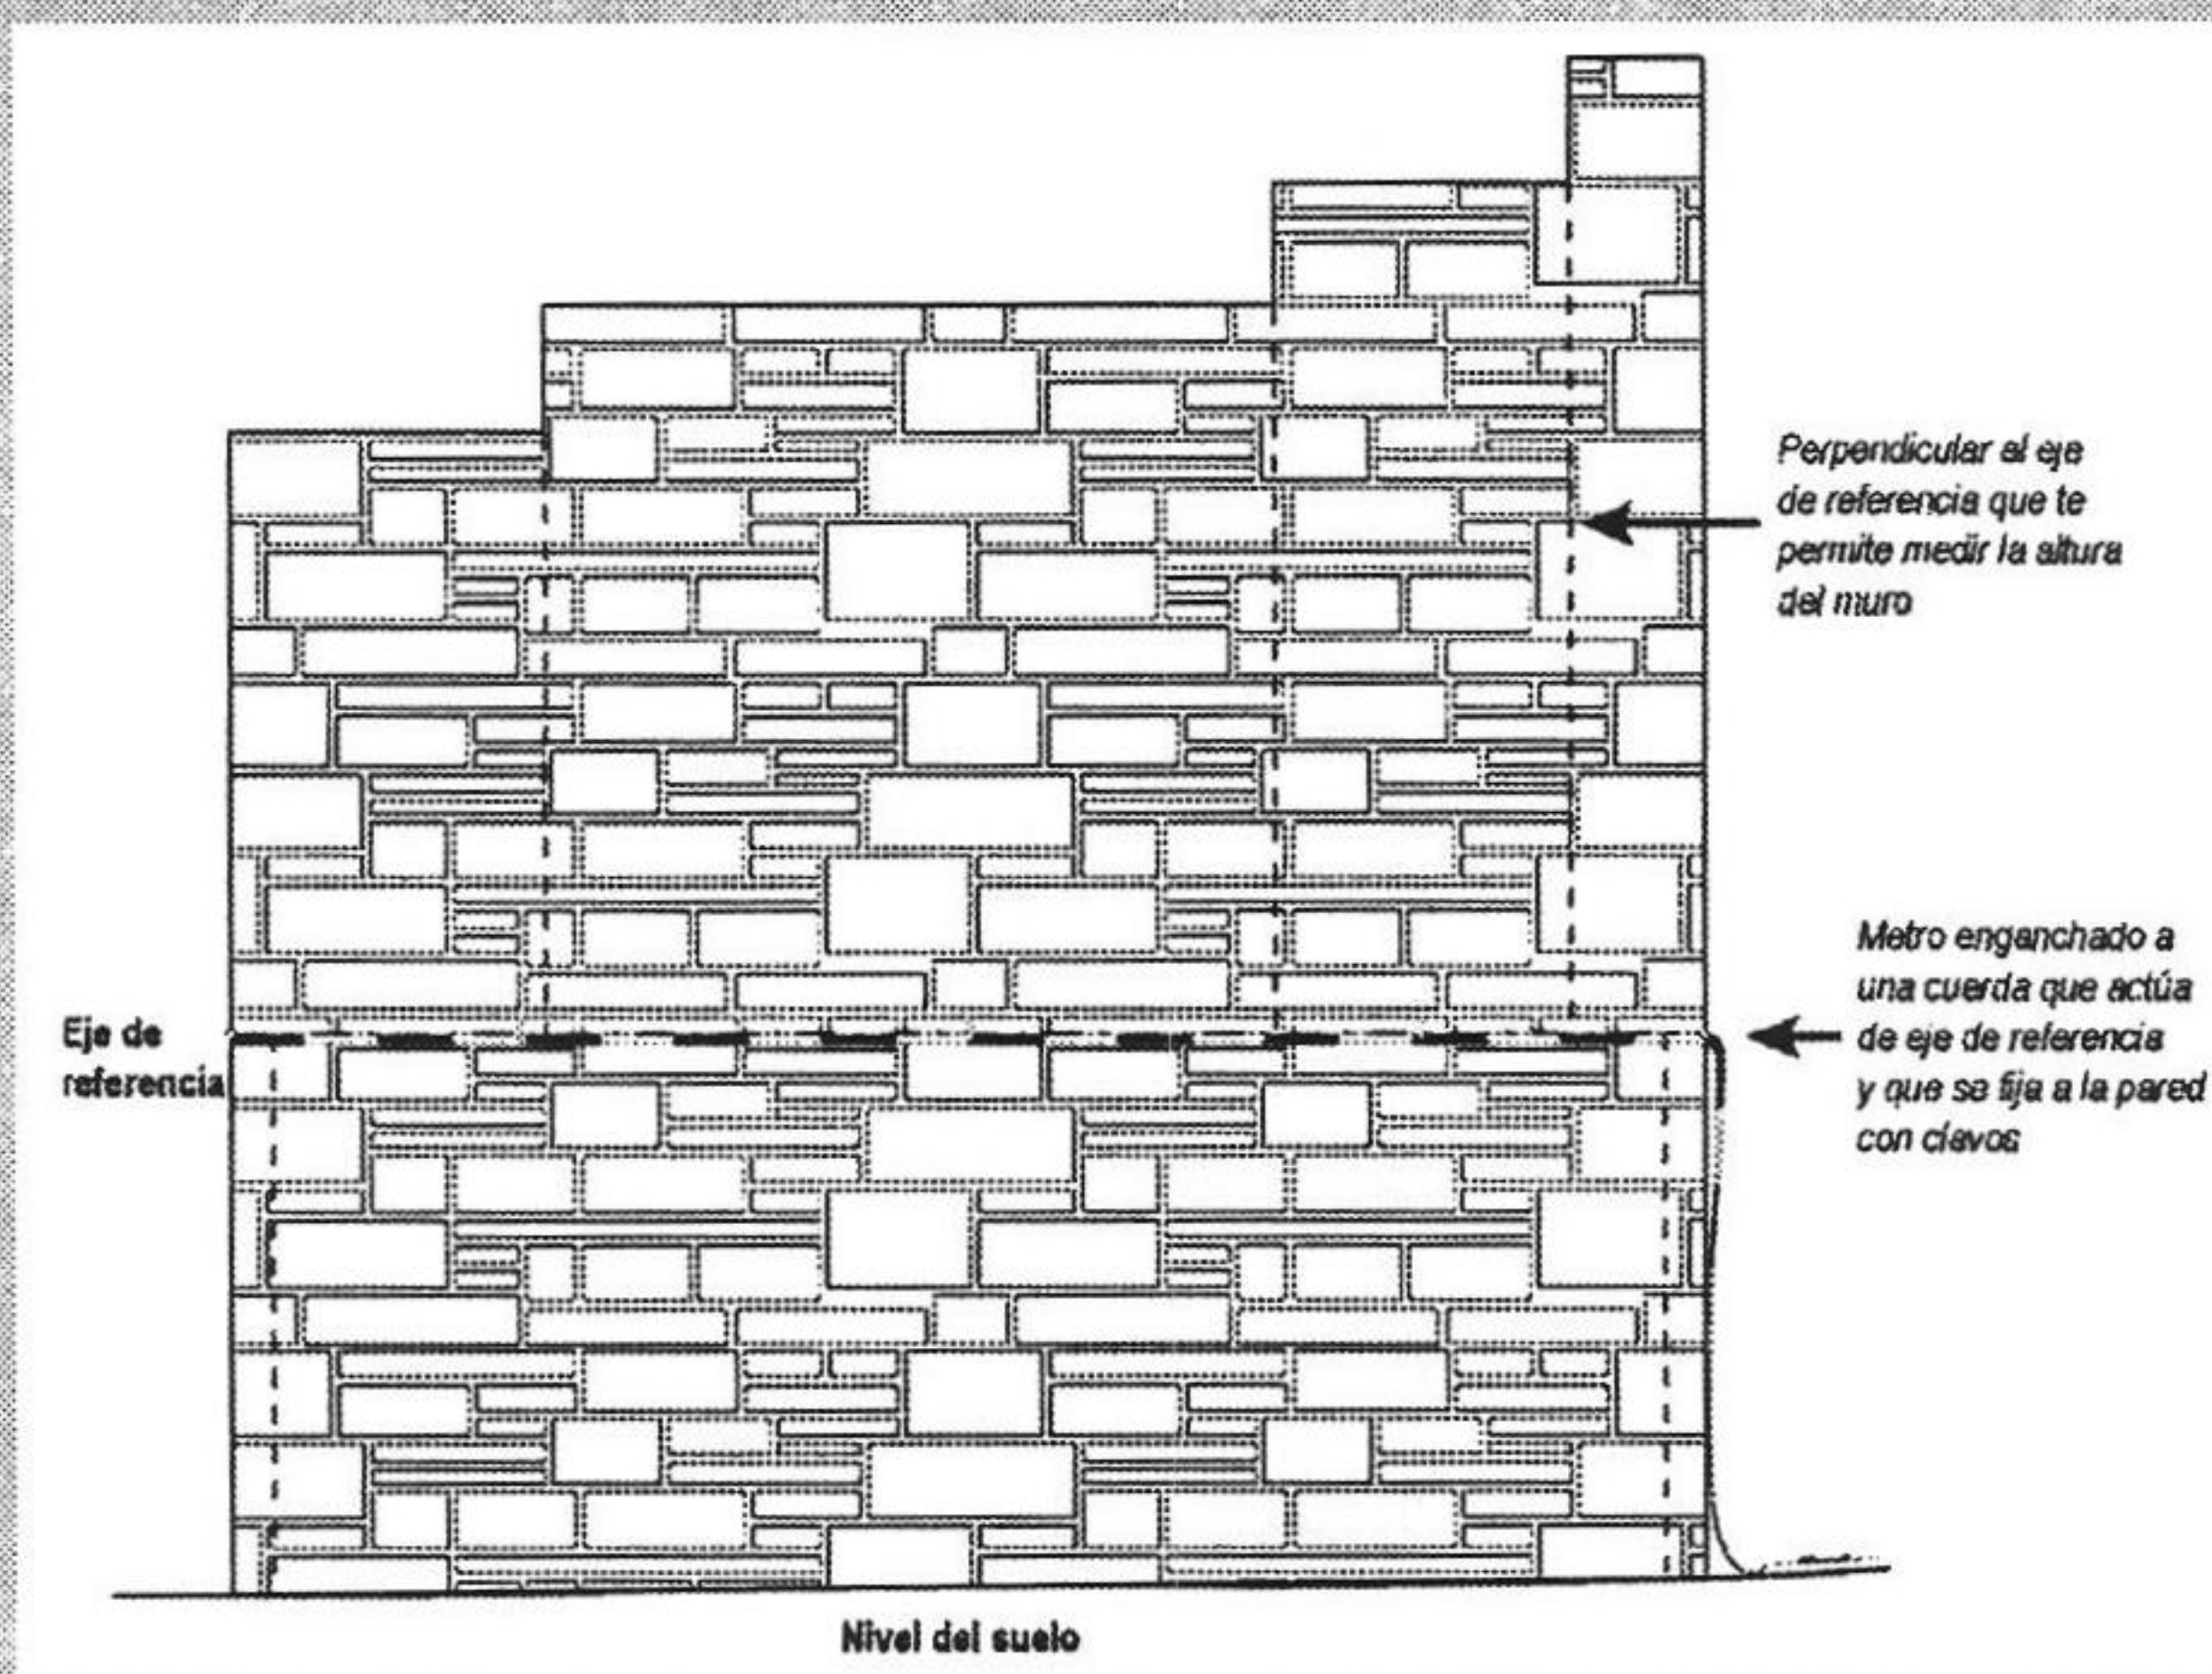 Perpendicular al eje
de referencia que te
permite medir la altura
del muro
Metro enganchado a
una cuerda que actúa
de eje de referencia
y que se fija a la pared
con clavos
Eje de
referencia
Nivel del suelo